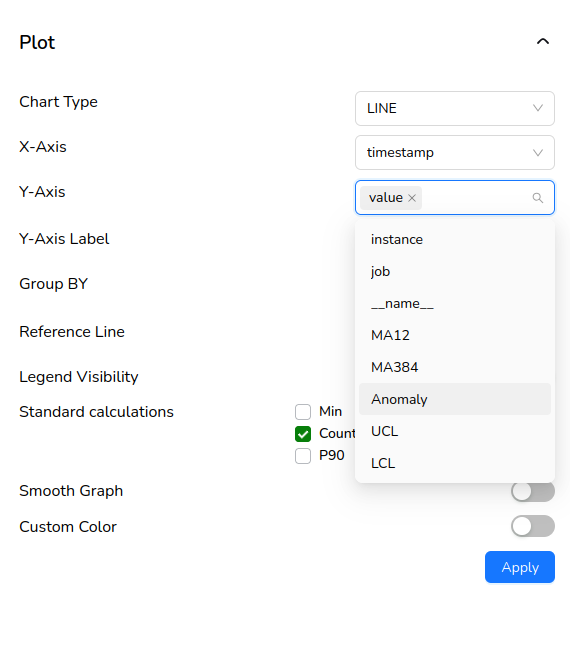 Plot
Chart Type
LINE
X-Axis
timestamp
Y-Axis
value
Y-Axis Label
instance
job
Group BY
__name__
Reference Line
MA12
MA384
Legend Visibility
Anomaly
Standard calculations
Min
Count
UCL
P90
LCL
Smooth Graph
Custom Color
Apply